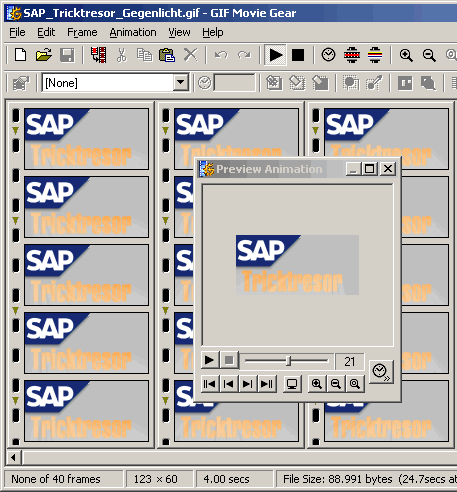 SAP_Tricktresor_Gegenlicht.gif - GIF Movie Gear
File Edit Frame Animation View Help
[None]
SAP SAP SAP
Tricktresor Tricktresor Tricktresor
Preview Animation
SAP SAP
Tricktresor
SAP
Tricktresor
SAP
Tricktresor
SAP
Tricktresor
21
SAP
Tricktresor
SAP SAP SAP
Tricktresor Tricktresor Tricktresor
None of 40 frames 123 × 60 4.00 secs File Size: 88.991 bytes (24.7secs at